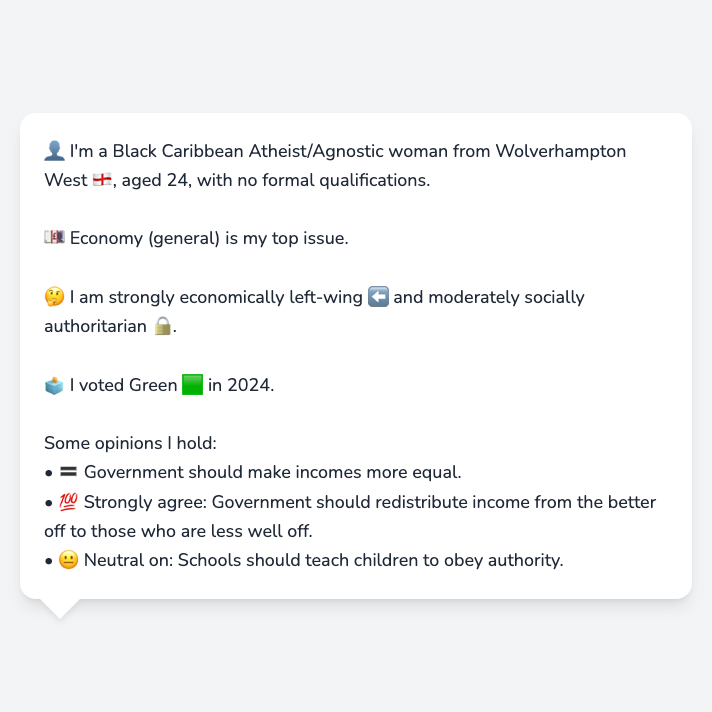 👤 I'm a Black Caribbean Atheist/Agnostic woman from Wolverhampton
West 🏴󠁧󠁢󠁥󠁮󠁧󠁿, aged 24, with no formal qualifications.
💷 Economy (general) is my top issue.
🤔 I am strongly economically left-wing ⬅️ and moderately socially
authoritarian 🔒.
🗳️ I voted Green 🟩 in 2024.
Some opinions I hold:
• 🟰 Government should make incomes more equal.
• 💯 Strongly agree: Government should redistribute income from the better
off to those who are less well off.
• 😐 Neutral on: Schools should teach children to obey authority.